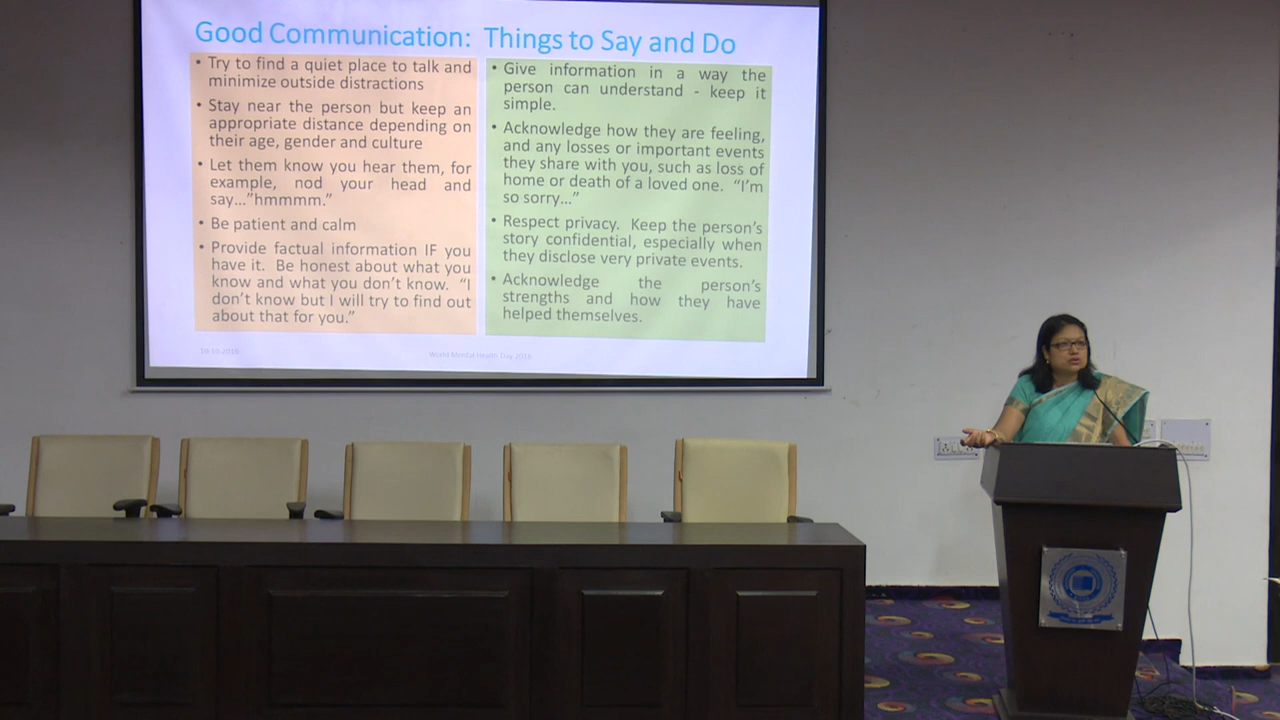 Good Communication: Things to Say and Do
• Try to find a quiet place to talk and
minimize outside distractions
• Stay near the person but keep an
appropriate distance depending on
their age, gender and culture
• Let them know you hear them, for
example, nod your head and
say…”hmmmm.”
• Be patient and calm
• Provide factual information IF you
have it. Be honest about what you
know and what you don’t know. “I
don’t know but I will try to find out
about that for you.”
• Give information in a way the
person can understand - keep it
simple.
• Acknowledge how they are feeling,
and any losses or important events
they share with you, such as loss of
home or death of a loved one. “I’m
so sorry…”
• Respect privacy. Keep the person’s
story confidential, especially when
they disclose very private events.
• Acknowledge the person’s
strengths and how they have
helped themselves.
10-10-2016
World Mental Health Day 2016